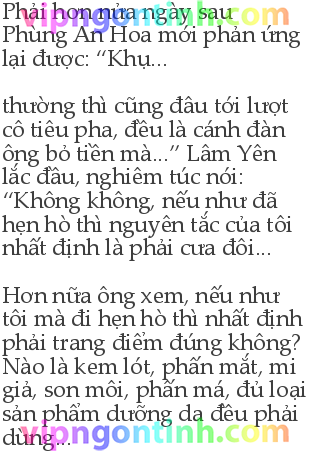 Phải hơn nửa ngày sau
Phùng An Hoa mới phản ứng
lại được: “Khụ...
thường thì cũng đâu tới lượt
cô tiêu pha, đều là cánh đàn
ông bỏ tiền mà...” Lâm Yên
lắc đầu, nghiêm túc nói:
“Không không, nếu như đã
hẹn hò thì nguyên tắc của tôi
nhất định là phải cưa đôi...
Hơn nữa ông xem, nếu như
tôi mà đi hẹn hò thì nhất định
phải trang điểm đúng không?
Nào là kem lót, phấn mắt, mi
giả, son môi, phấn má, đủ loại
sản phẩm dưỡng da đều phải
dùng...
vipngontinh.com
vipngontinh.com